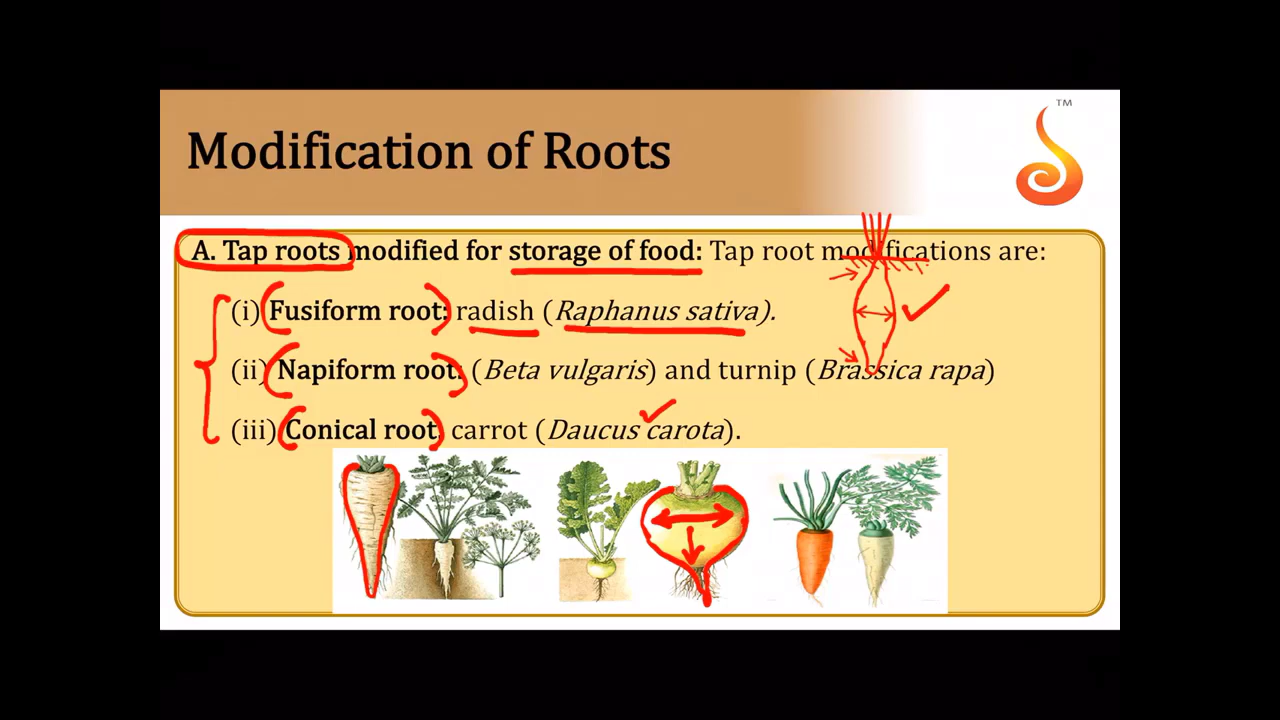 Modification of Roots
TM
A. Tap roots modified for storage of food: Tap root modifications are:
(i) Fusiform root: radish (Raphanus sativa).
(ii) Napiform root: (Beta vulgaris) and turnip (Brassica rapa)
(iii) Conical root: carrot (Daucus carota).